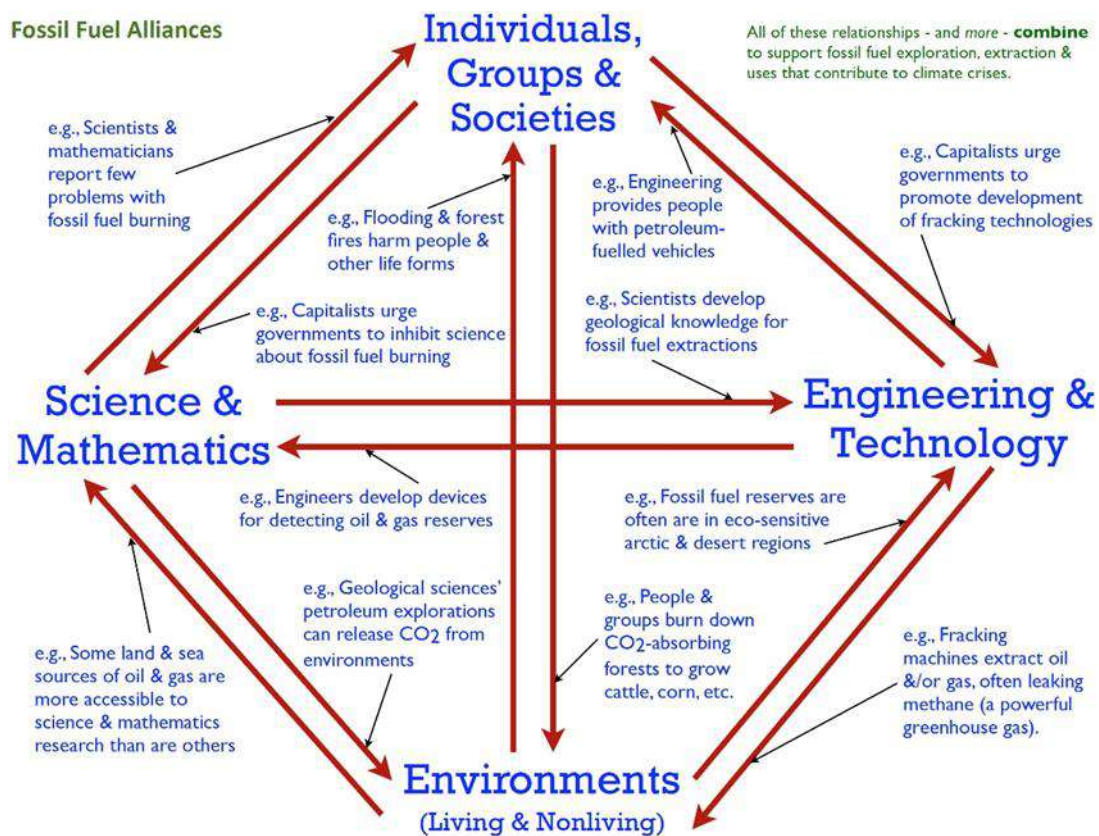 Fossil Fuel Alliances
Individuals,
Groups &
Societies
All of these relationships - and more - combine
to support fossil fuel exploration, extraction &
uses that contribute to climate crises.
e.g., Scientists &
mathematicians
report few
problems with
fossil fuel burning
e.g., Flooding & forest
fires harm people &
other life forms
e.g., Engineering
provides people
with petroleum-
fuelled vehicles
e.g., Capitalists urge
governments to
promote development
of fracking technologies
e.g., Capitalists urge
governments to inhibit science
about fossil fuel burning
e.g., Scientists develop
geological knowledge for
fossil fuel extractions
Science &
Mathematics
Engineering &
Technology
e.g., Engineers develop devices
for detecting oil & gas reserves
e.g., Fossil fuel reserves are
often are in eco-sensitive
arctic & desert regions
e.g., Geological sciences'
petroleum explorations
can release CO2 from
environments
e.g., People &
groups burn down
CO2-absorbing
forests to grow
cattle, corn, etc.
e.g., Some land & sea
sources of oil & gas are
more accessible to
science & mathematics
research than are others
e.g., Fracking
machines extract oil
&/or gas, often leaking
methane (a powerful
greenhouse gas).
Environments
(Living & Nonliving)